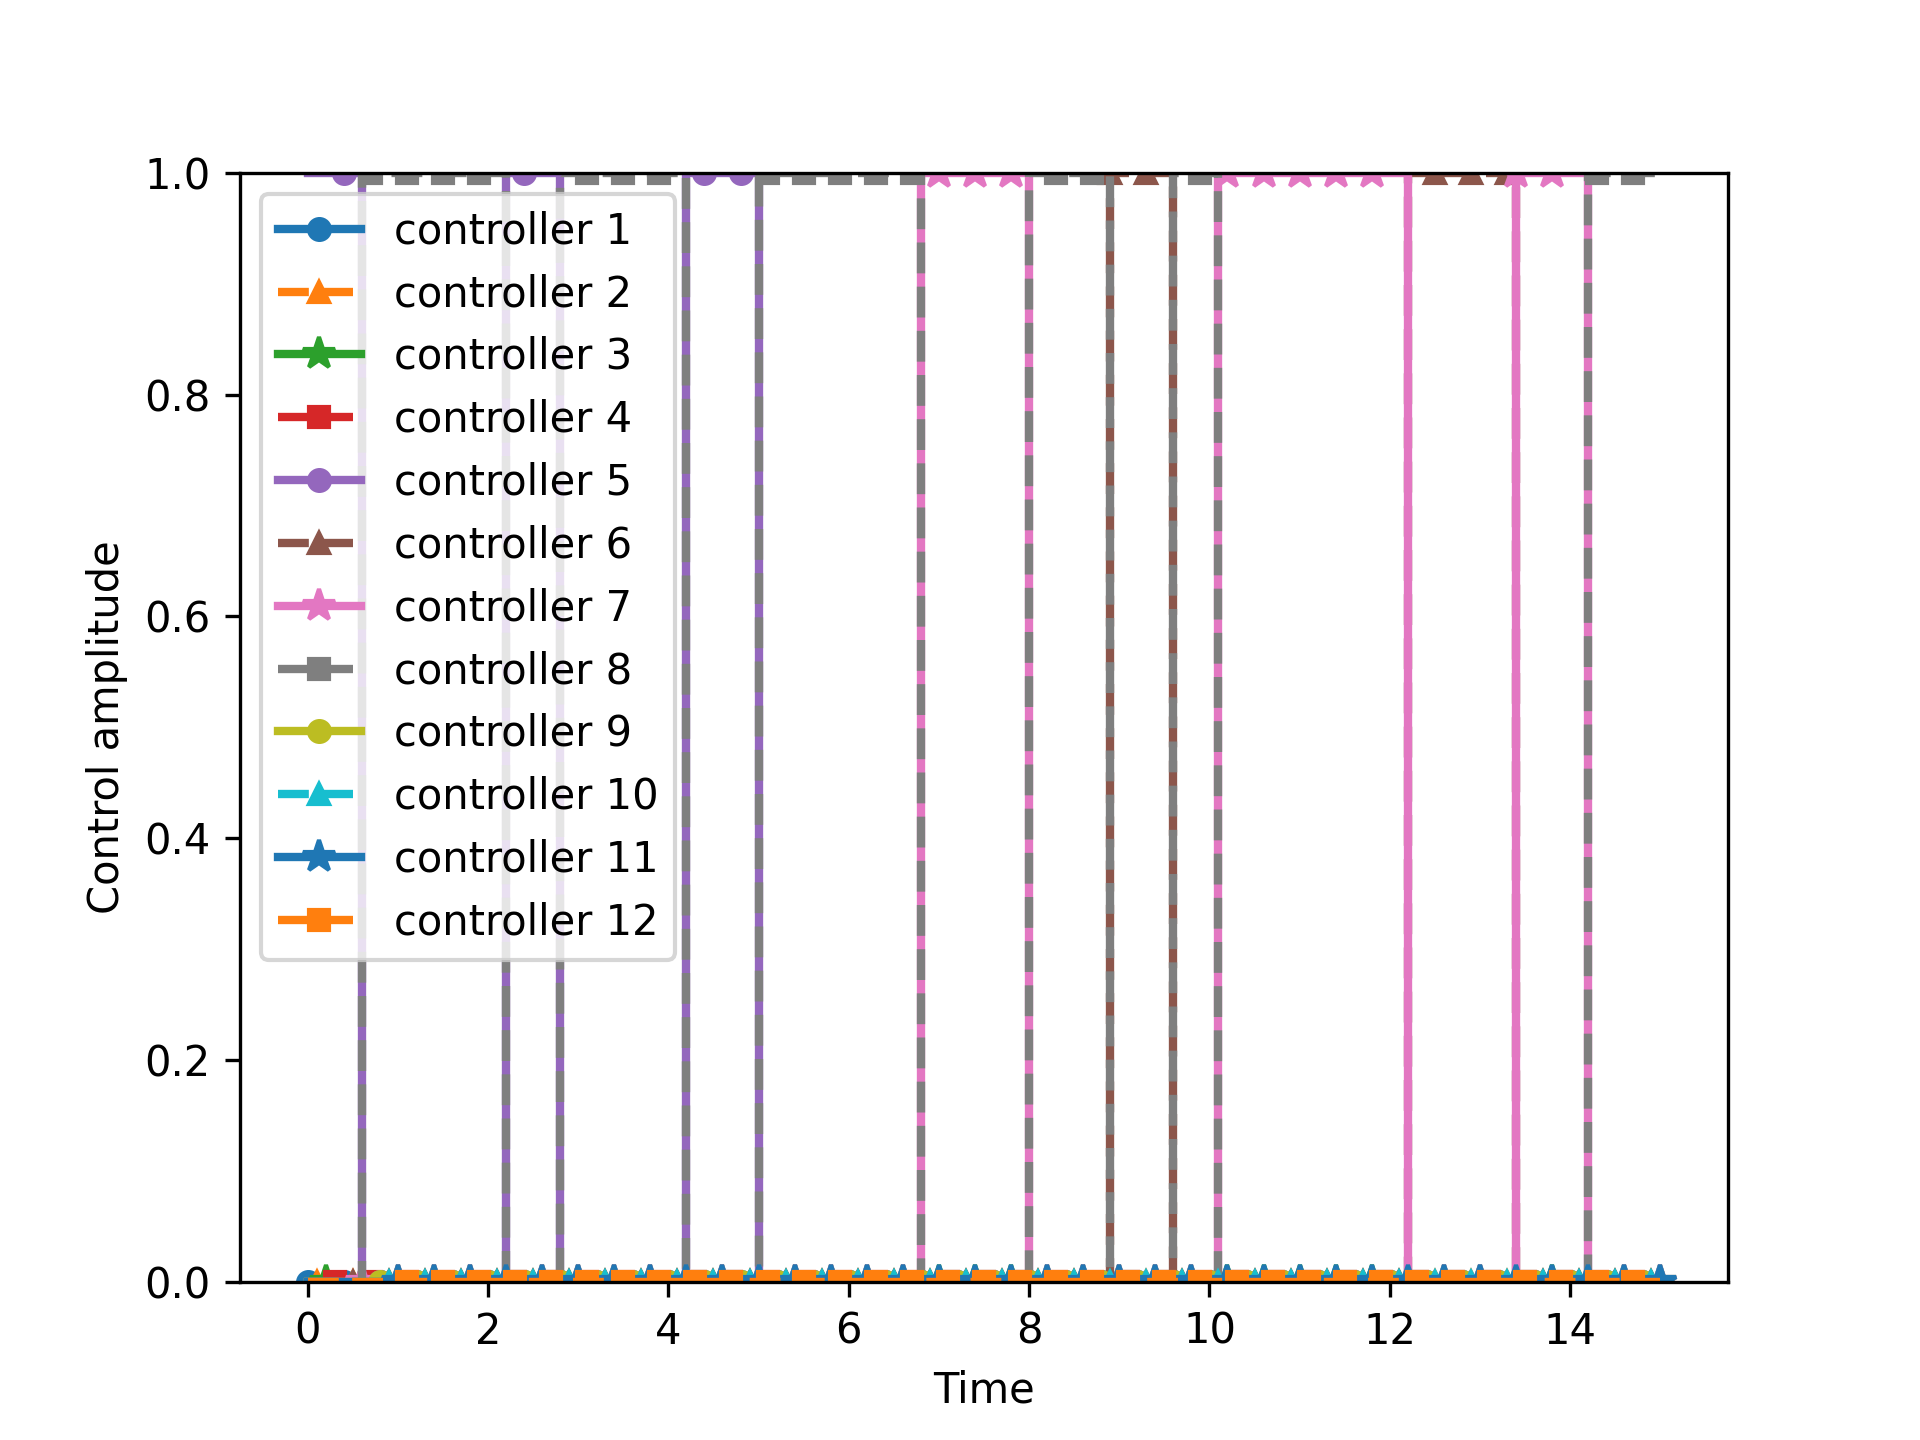 1.0
0.8
0.6
0.4
0.2
0.0
Control amplitude
controller 1
controller 2
controller 3
controller 4
controller 5
controller 6
controller 7
controller 8
controller 9
controller 10
controller 11
controller 12
0 2 4 6 8 10 12 14
Time